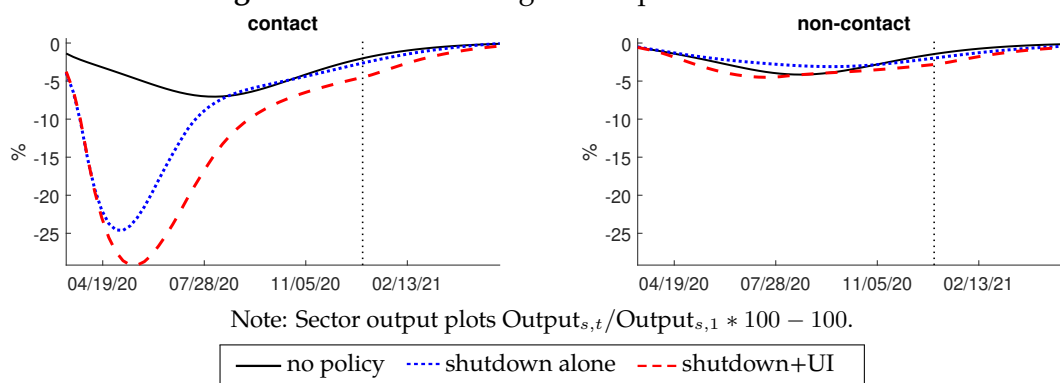 contact
0
-5
-10
-15
-20
-25
%
04/19/20 07/28/20 11/05/20 02/13/21
non-contact
0
-5
-10
-15
-20
-25
%
04/19/20 07/28/20 11/05/20 02/13/21
Note: Sector output plots Output_{s,t}/Output_{s,1} ∗ 100 − 100.
no policy shutdown alone shutdown+UI